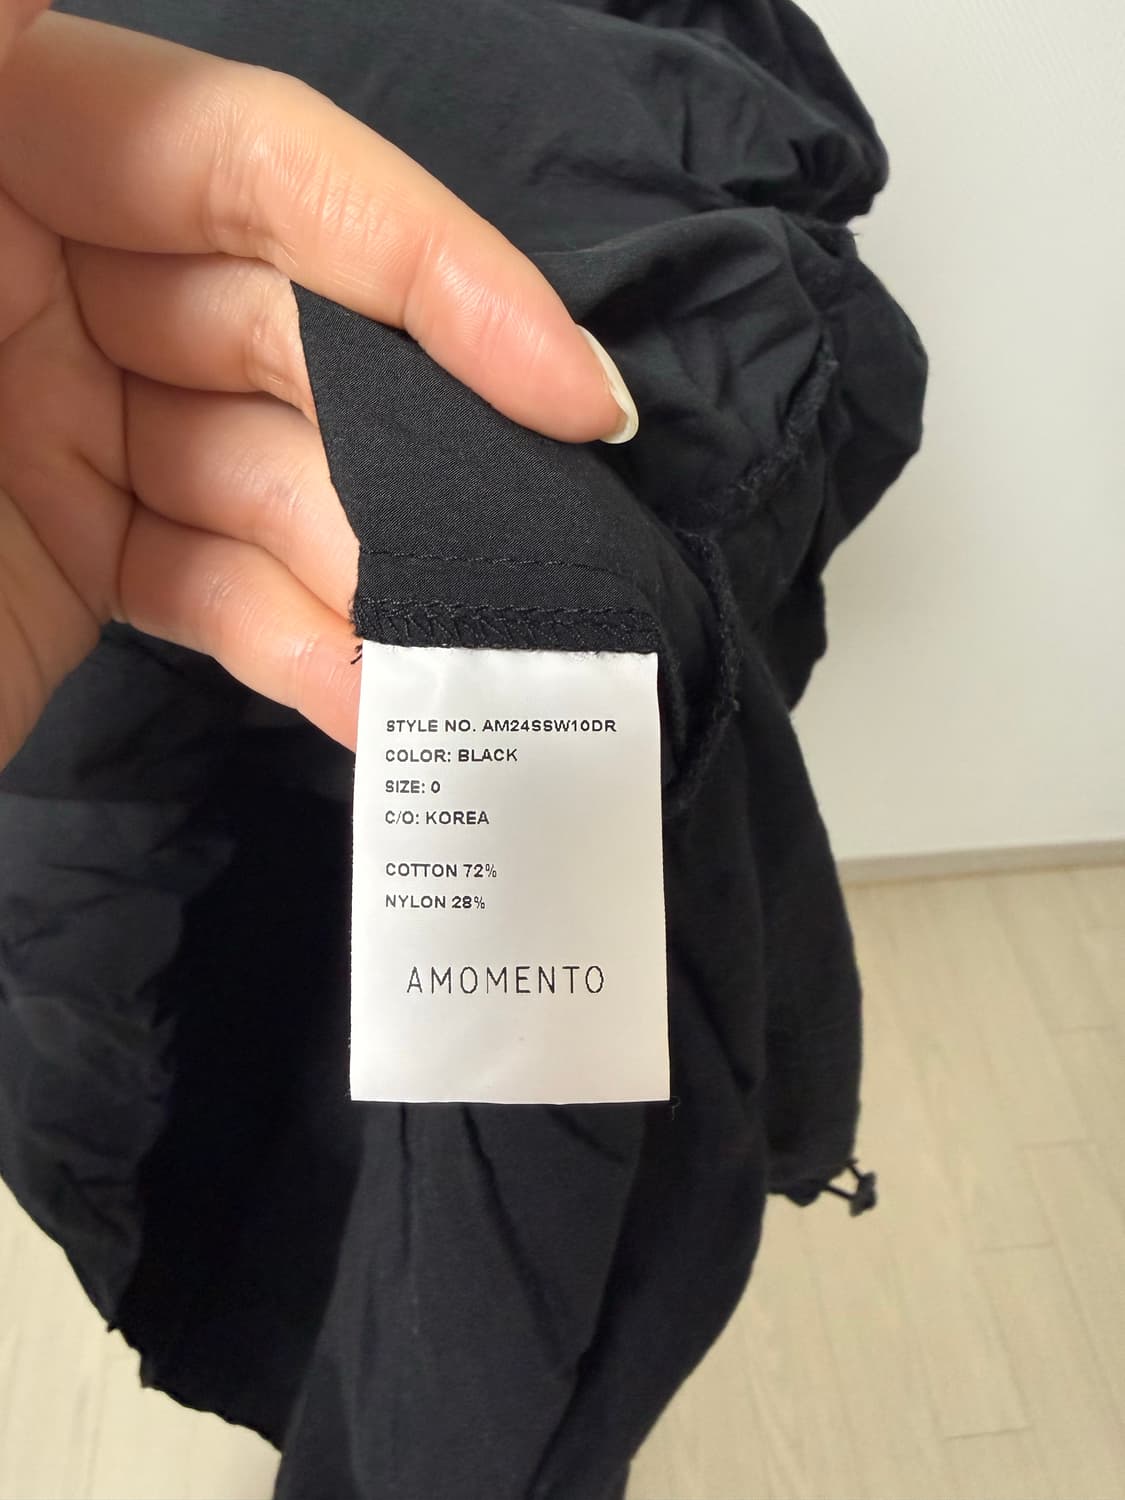 STYLE NO. AM24SSW10DR
COLOR: BLACK
SIZE: 0
C/O: KOREA
COTTON 72%
NYLON 28%
AMOMENTO